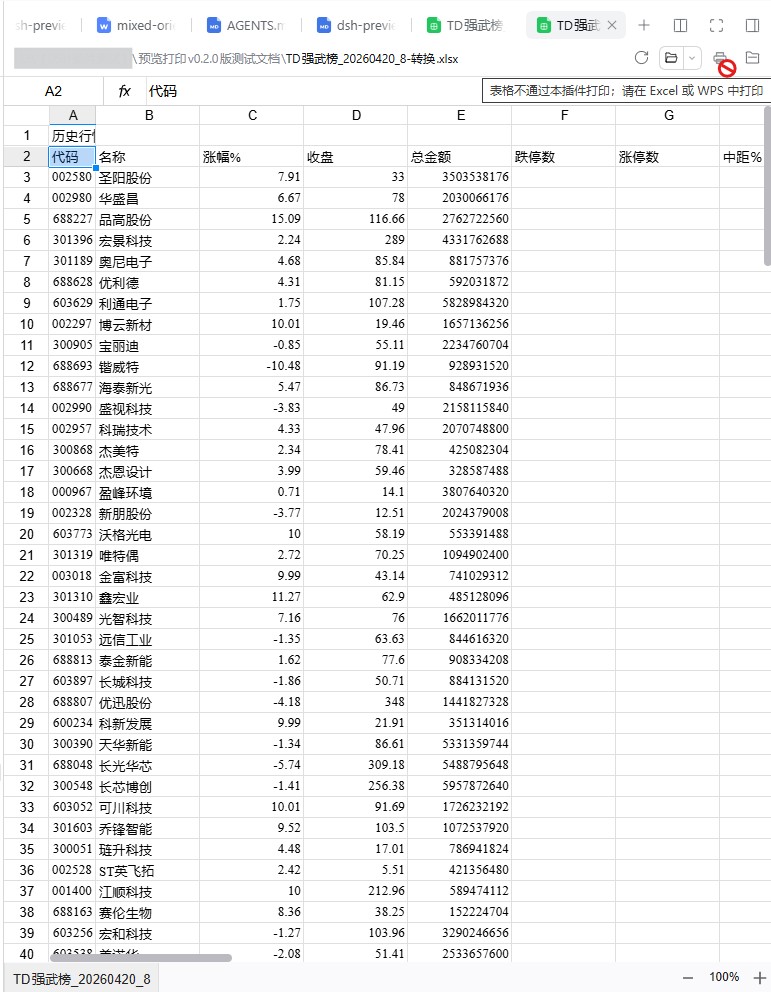 sh-previe mixed-ori AGENTS.m dsh-previe TD强武榜 TD强武
\预览打印v0.2.0版测试文档\TD强武榜_20260420_8-转换.xlsx
A2 fx 代码
表格不通过本插件打印；请在 Excel 或 WPS 中打印
A B C D E F G
1 历史行情
2 代码 名称 涨幅% 收盘 总金额 跌停数 涨停数 中距%
3 002580 圣阳股份 7.91 33 3503538176
4 002980 华盛昌 6.67 78 2030066176
5 688227 品高股份 15.09 116.66 2762722560
6 301396 宏景科技 2.24 289 4331762688
7 301189 奥尼电子 4.68 85.84 881757376
8 688628 优利德 4.31 81.15 592031872
9 603629 利通电子 1.75 107.28 5828984320
10 002297 博云新材 10.01 19.46 1657136256
11 300905 宝丽迪 -0.85 55.11 2234760704
12 688693 锴威特 -10.48 91.19 928931520
13 688677 海泰新光 5.47 86.73 848671936
14 002990 盛视科技 -3.83 49 2158115840
15 002957 科瑞技术 4.33 47.96 2070748800
16 300868 杰美特 2.34 78.41 425082304
17 300668 杰恩设计 3.99 59.46 328587488
18 000967 盈峰环境 0.71 14.1 3807640320
19 002328 新朋股份 -3.77 12.51 2024379008
20 603773 沃格光电 10 58.19 553391488
21 301319 唯特偶 2.72 70.25 1094902400
22 003018 金富科技 9.99 43.14 741029312
23 301310 鑫宏业 11.27 62.9 485128096
24 300489 光智科技 7.16 76 1662011776
25 301053 远信工业 -1.35 63.63 844616320
26 688813 泰金新能 1.62 77.6 908334208
27 603897 长城科技 -1.86 50.71 884131520
28 688807 优迅股份 -4.18 348 1441827328
29 600234 科新发展 9.99 21.91 351314016
30 300390 天华新能 -1.34 86.61 5331359744
31 688048 长光华芯 -5.74 309.18 5488795648
32 300548 长芯博创 -1.41 256.38 5957872640
33 603052 可川科技 10.01 91.69 1726232192
34 301603 乔锋智能 9.52 103.5 1072537920
35 300051 琏升科技 4.48 17.01 786941824
36 002528 ST英飞拓 2.42 5.51 421356480
37 001400 江顺科技 10 212.96 589474112
38 688163 赛伦生物 8.36 38.25 152224704
39 603256 宏和科技 -1.27 103.96 3290246656
40 603538 美诺华 -2.08 51.41 2533657600
TD强武榜_20260420_8 100%